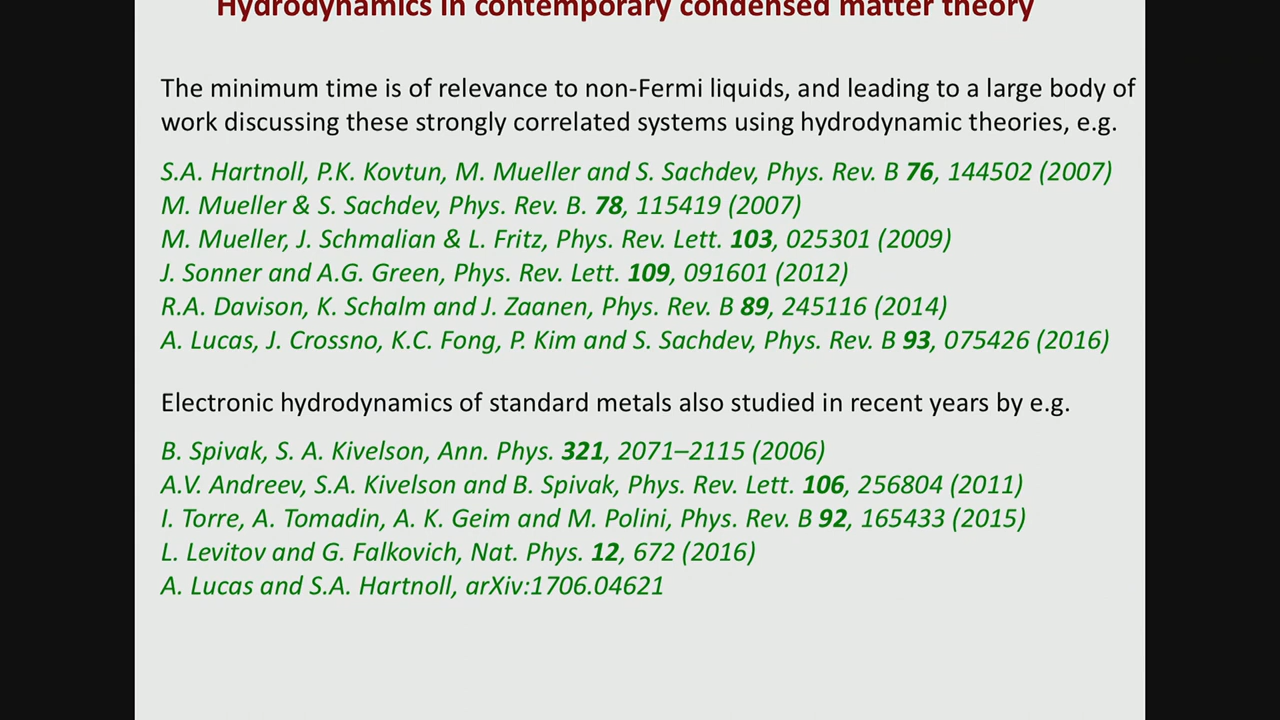 Hydrodynamics in contemporary condensed matter theory
The minimum time is of relevance to non-Fermi liquids, and leading to a large body of
work discussing these strongly correlated systems using hydrodynamic theories, e.g.
S.A. Hartnoll, P.K. Kovtun, M. Mueller and S. Sachdev, Phys. Rev. B 76, 144502 (2007)
M. Mueller & S. Sachdev, Phys. Rev. B. 78, 115419 (2007)
M. Mueller, J. Schmalian & L. Fritz, Phys. Rev. Lett. 103, 025301 (2009)
J. Sonner and A.G. Green, Phys. Rev. Lett. 109, 091601 (2012)
R.A. Davison, K. Schalm and J. Zaanen, Phys. Rev. B 89, 245116 (2014)
A. Lucas, J. Crossno, K.C. Fong, P. Kim and S. Sachdev, Phys. Rev. B 93, 075426 (2016)
Electronic hydrodynamics of standard metals also studied in recent years by e.g.
B. Spivak, S. A. Kivelson, Ann. Phys. 321, 2071–2115 (2006)
A.V. Andreev, S.A. Kivelson and B. Spivak, Phys. Rev. Lett. 106, 256804 (2011)
I. Torre, A. Tomadin, A. K. Geim and M. Polini, Phys. Rev. B 92, 165433 (2015)
L. Levitov and G. Falkovich, Nat. Phys. 12, 672 (2016)
A. Lucas and S.A. Hartnoll, arXiv:1706.04621